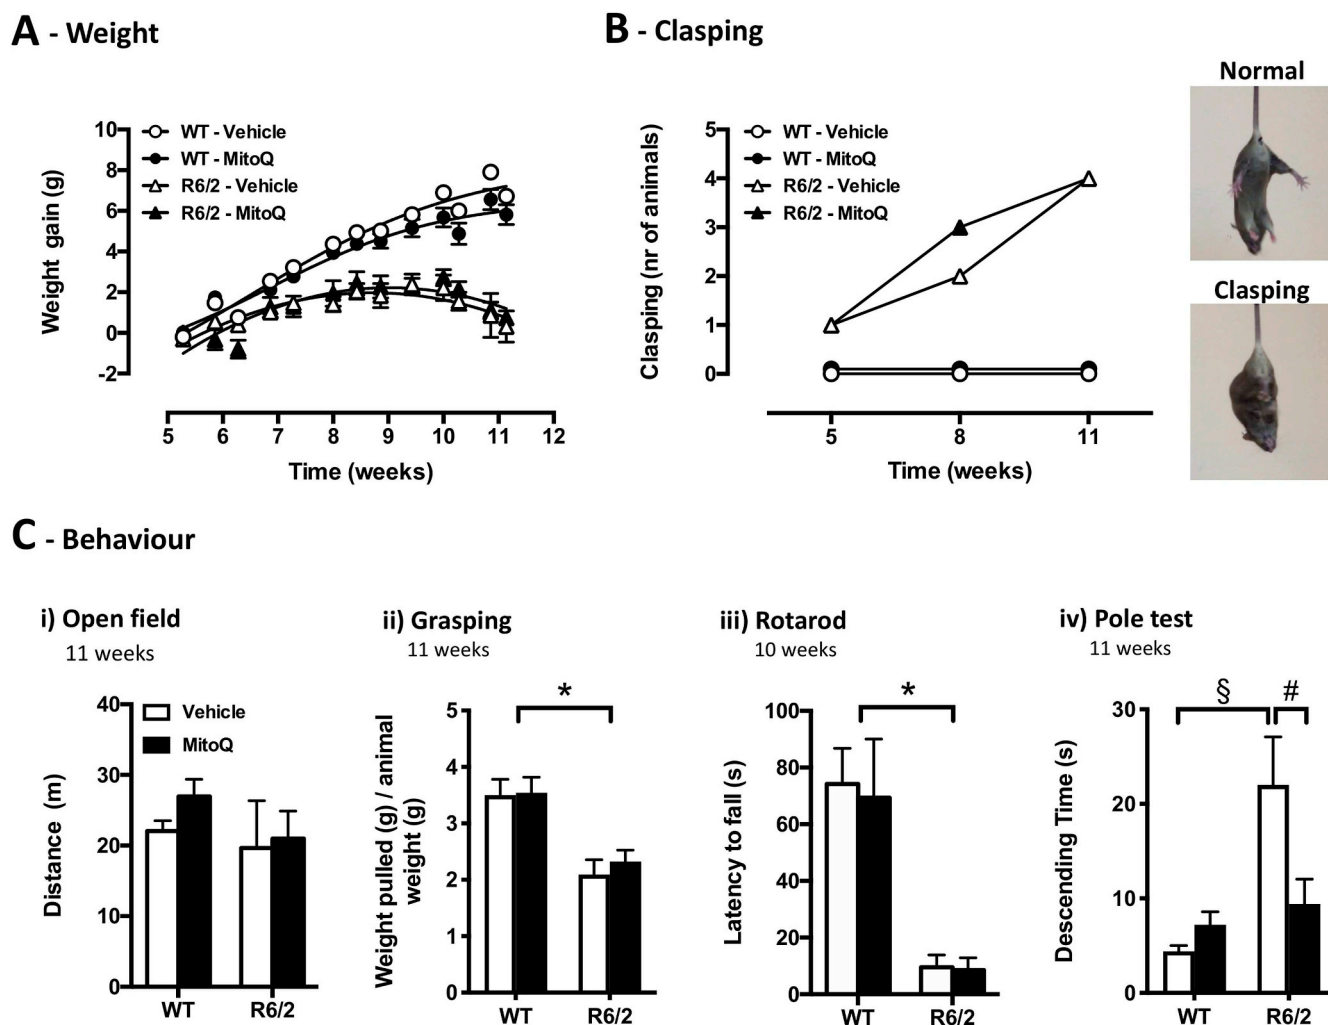 A - Weight
B - Clasping
Normal
Clasping
WT - Vehicle
WT - MitoQ
R6/2 - Vehicle
R6/2 - MitoQ
Weight gain (g)
10
8
6
4
2
0
-2
5 6 7 8 9 10 11 12
Time (weeks)
WT - Vehicle
WT - MitoQ
R6/2 - Vehicle
R6/2 - MitoQ
Clasping (nr of animals)
5
4
3
2
1
0
5 8 11
Time (weeks)
C - Behaviour
i) Open field
11 weeks
Vehicle
MitoQ
Distance (m)
40
30
20
10
0
WT R6/2
ii) Grasping
11 weeks
*
Weight pulled (g) / animal
weight (g)
5
4
3
2
1
0
WT R6/2
iii) Rotarod
10 weeks
*
Latency to fall (s)
100
80
60
40
20
0
WT R6/2
iv) Pole test
11 weeks
§ #
Descending Time (s)
30
20
10
0
WT R6/2